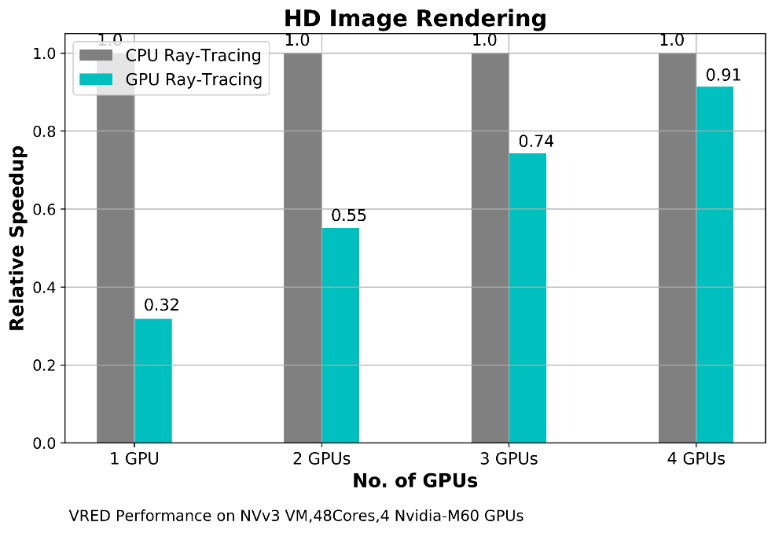 HD Image Rendering
1.0
1.0
1.0
1.0
CPU Ray-Tracing
GPU Ray-Tracing
0.32
0.55
0.74
0.91
Relative Speedup
1.0
0.8
0.6
0.4
0.2
0.0
1 GPU
2 GPUs
3 GPUs
4 GPUs
No. of GPUs
VRED Performance on NVv3 VM,48Cores,4 Nvidia-M60 GPUs